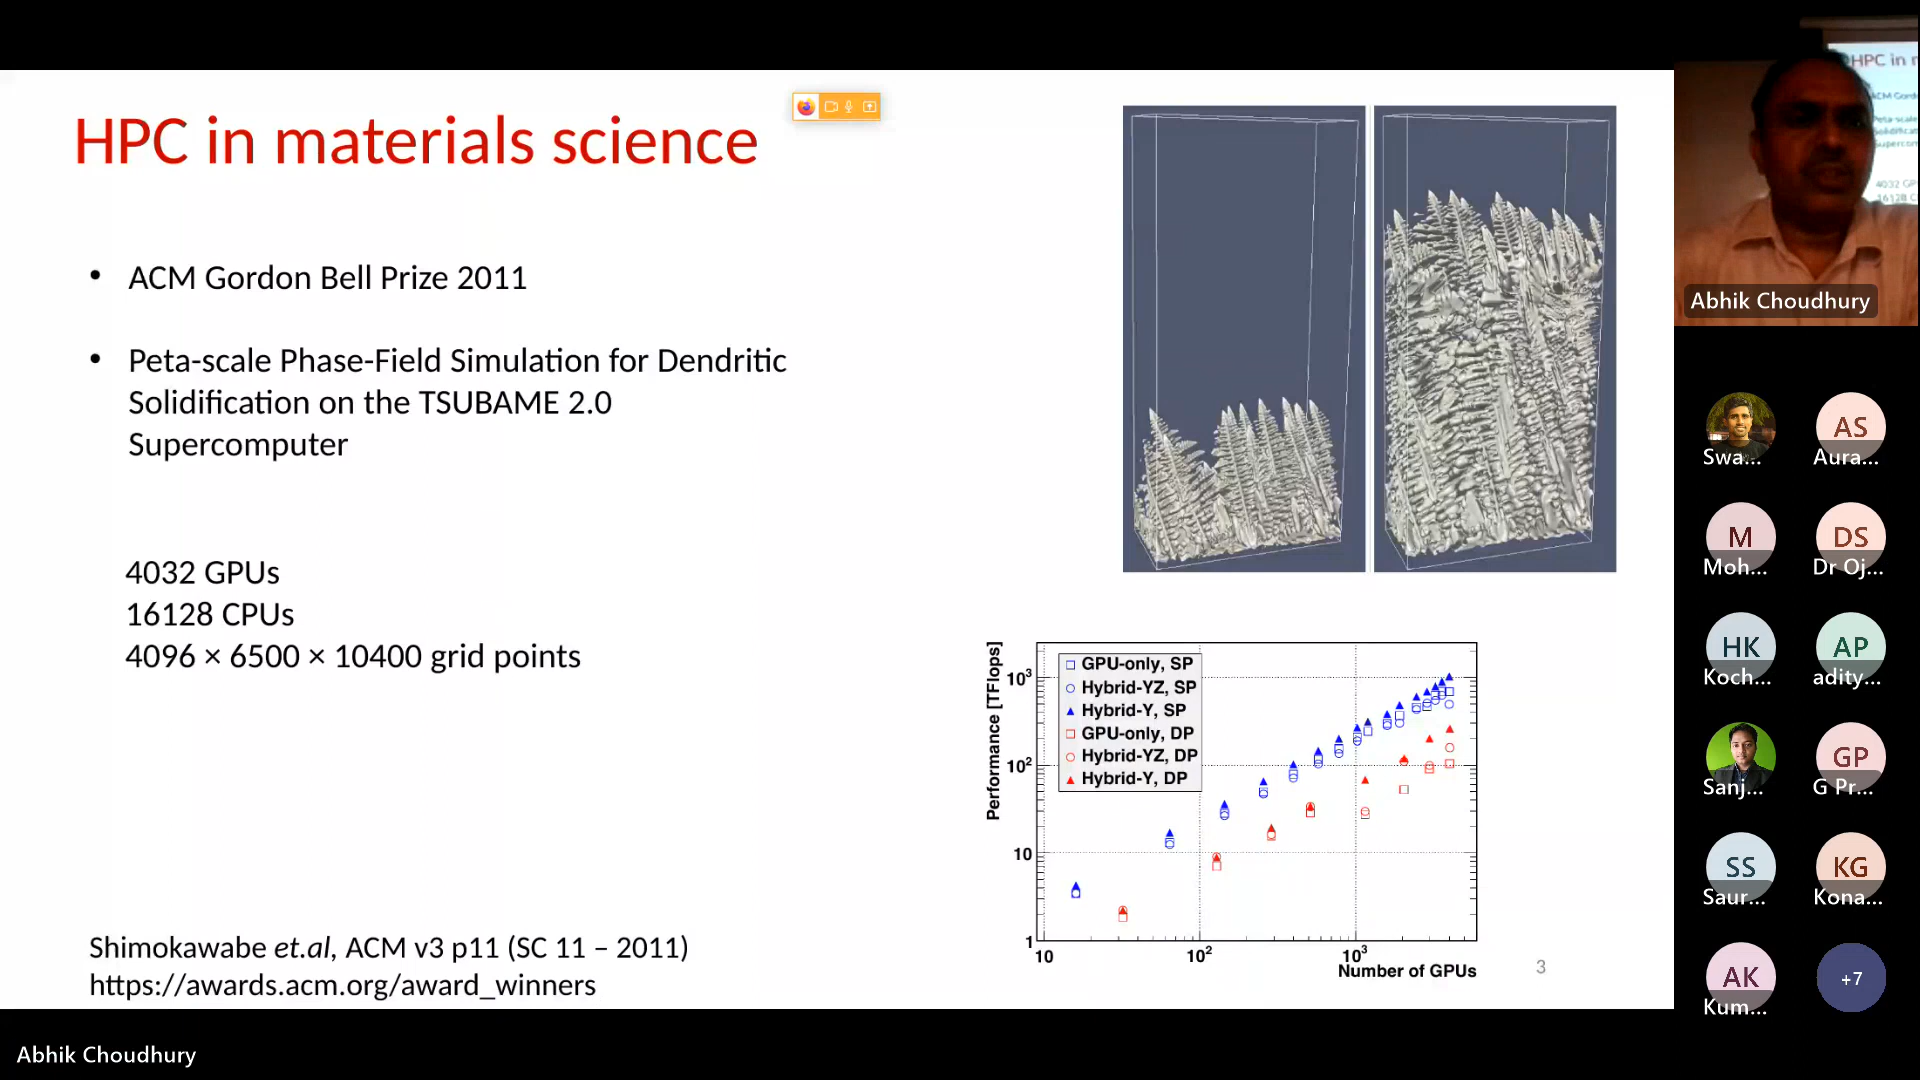 HPC in materials science
• ACM Gordon Bell Prize 2011
• Peta-scale Phase-Field Simulation for Dendritic
Solidification on the TSUBAME 2.0
Supercomputer
4032 GPUs
16128 CPUs
4096 × 6500 × 10400 grid points
Shimokawabe et.al, ACM v3 p11 (SC 11 – 2011)
https://awards.acm.org/award_winners
Performance [TFlops]
10³
10²
10
1
GPU-only, SP
Hybrid-YZ, SP
Hybrid-Y, SP
GPU-only, DP
Hybrid-YZ, DP
Hybrid-Y, DP
10 10² 10³
Number of GPUs
3
HPC in m
4032 GP
16128 C
Abhik Choudhury
Swa...
AS
Aura...
M
Moh...
DS
Dr Oj...
HK
Koch...
AP
adity...
Sanj...
GP
G Pr...
SS
Saur...
KG
Kona...
AK
Kum...
+7
Abhik Choudhury